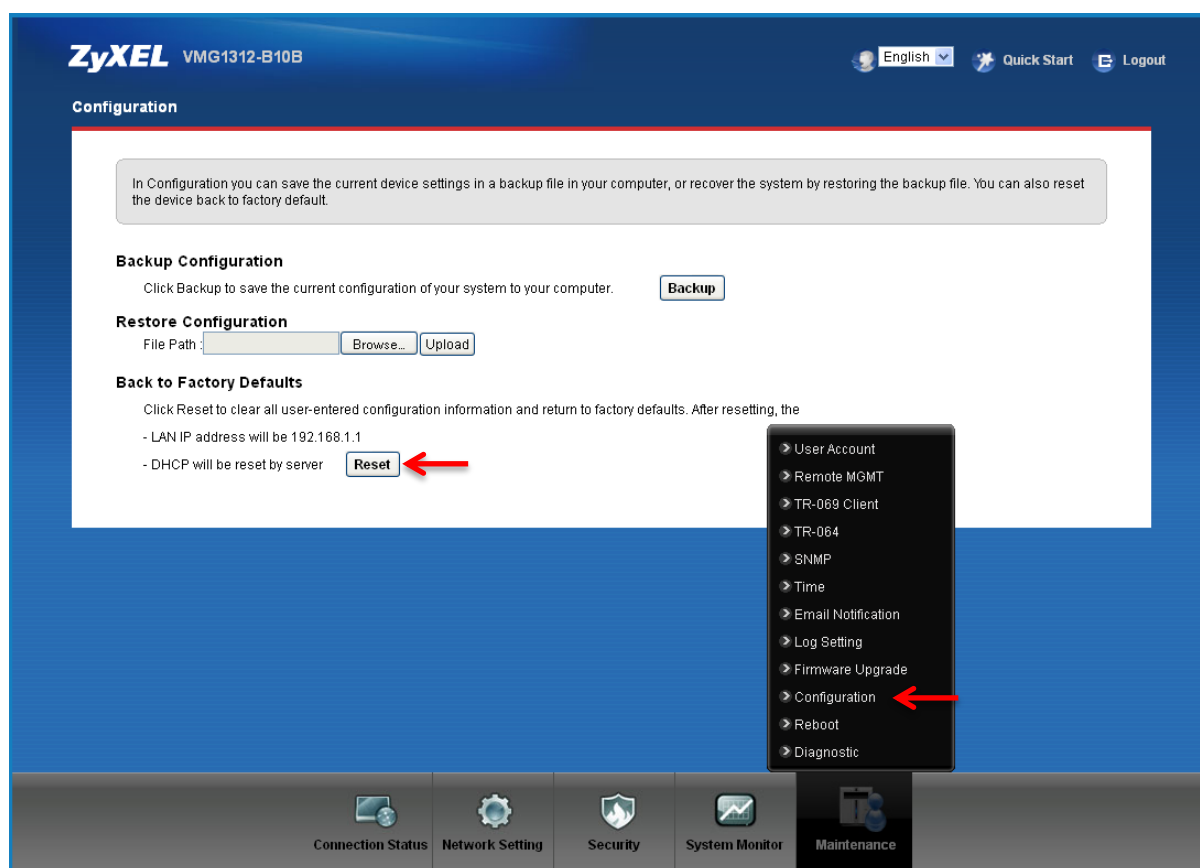 ZyXEL VMG1312-B10B
English Quick Start Logout
Configuration
In Configuration you can save the current device settings in a backup file in your computer, or recover the system by restoring the backup file. You can also reset
the device back to factory default.
Backup Configuration
Click Backup to save the current configuration of your system to your computer. Backup
Restore Configuration
File Path : Browse... Upload
Back to Factory Defaults
Click Reset to clear all user-entered configuration information and return to factory defaults. After resetting, the
- LAN IP address will be 192.168.1.1
- DHCP will be reset by server Reset
User Account
Remote MGMT
TR-069 Client
TR-064
SNMP
Time
Email Notification
Log Setting
Firmware Upgrade
Configuration
Reboot
Diagnostic
Connection Status Network Setting Security System Monitor Maintenance